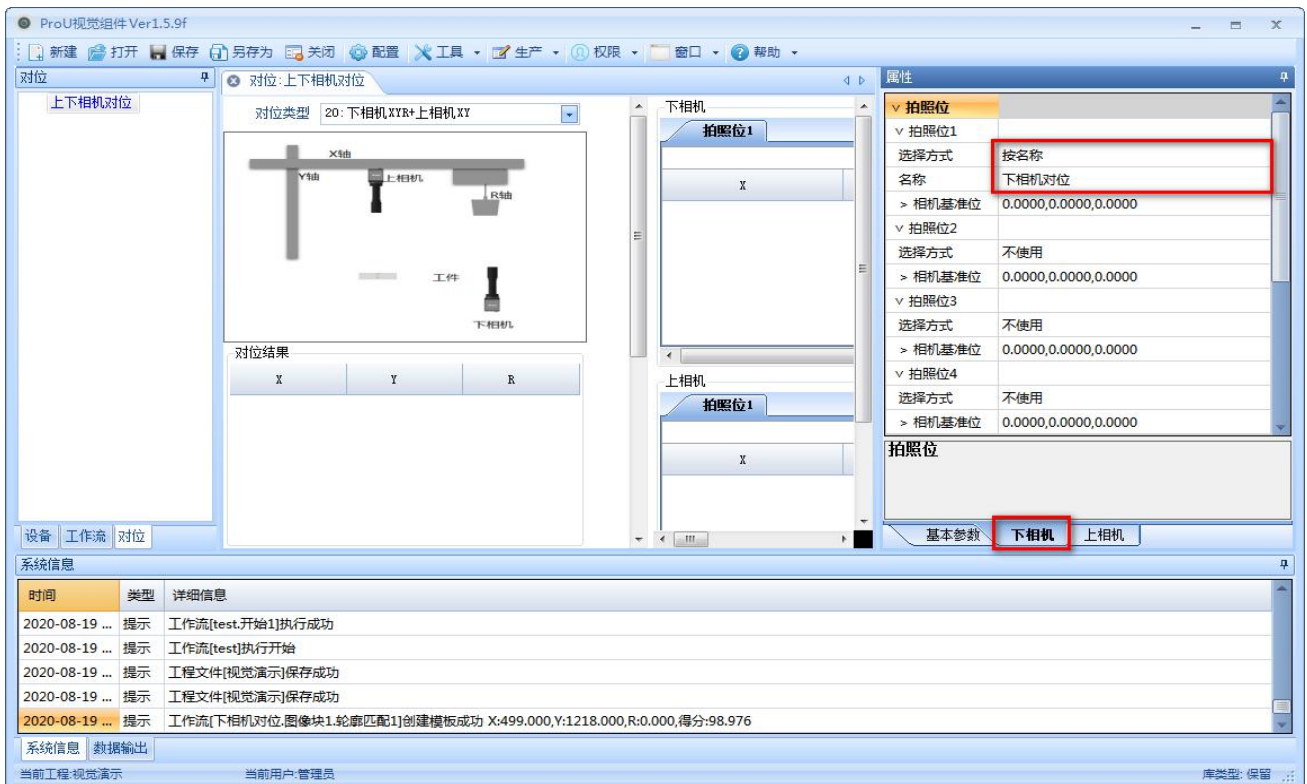 ProU视觉组件 Ver1.5.9f
新建 打开 保存 另存为 关闭 配置 工具 生产 权限 窗口 帮助
对位
上下相机对位
设备 工作流 对位
对位:上下相机对位
对位类型 20:下相机XYR+上相机XY
X轴
Y轴
上相机
R轴
工件
下相机
对位结果
X Y R
下相机
拍照位1
X
上相机
拍照位1
X
属性
拍照位
拍照位1
选择方式 按名称
名称 下相机对位
相机基准位 0.0000,0.0000,0.0000
拍照位2
选择方式 不使用
相机基准位 0.0000,0.0000,0.0000
拍照位3
选择方式 不使用
相机基准位 0.0000,0.0000,0.0000
拍照位4
选择方式 不使用
相机基准位 0.0000,0.0000,0.0000
拍照位
基本参数 下相机 上相机
系统信息
时间 类型 详细信息
2020-08-19 ... 提示 工作流[test.开始1]执行成功
2020-08-19 ... 提示 工作流[test]执行开始
2020-08-19 ... 提示 工程文件[视觉演示]保存成功
2020-08-19 ... 提示 工程文件[视觉演示]保存成功
2020-08-19 ... 提示 工作流[下相机对位.图像块1.轮廓匹配1]创建模板成功 X:499.000,Y:1218.000,R:0.000,得分:98.976
系统信息 数据输出
当前工程:视觉演示 当前用户:管理员 库类型: 保留